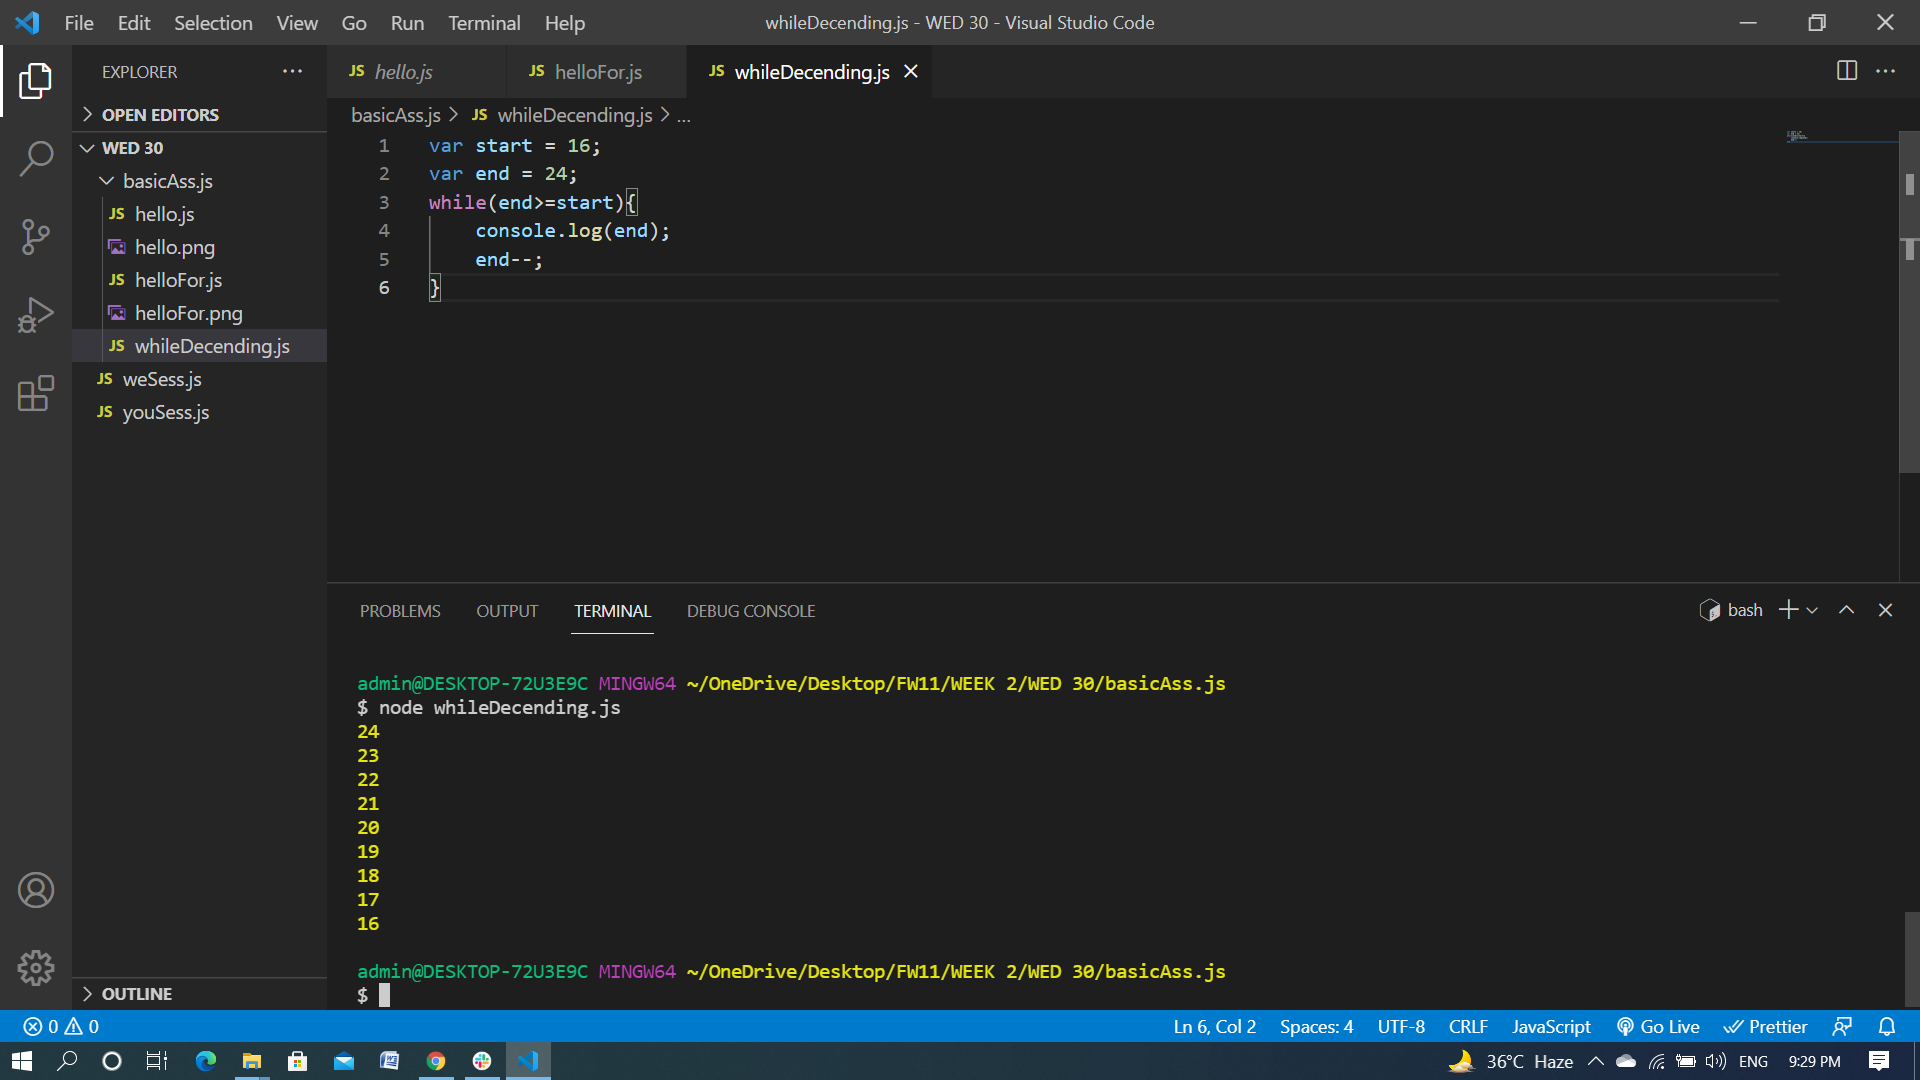 File Edit Selection View Go Run Terminal Help whileDecending.js - WED 30 - Visual Studio Code
EXPLORER
JS hello.js JS helloFor.js JS whileDecending.js
OPEN EDITORS
WED 30
basicAss.js
JS hello.js
hello.png
JS helloFor.js
helloFor.png
JS whileDecending.js
JS weSess.js
JS youSess.js
OUTLINE
basicAss.js > JS whileDecending.js > ...
1 var start = 16;
2 var end = 24;
3 while(end>=start){
4 console.log(end);
5 end--;
6 }
PROBLEMS OUTPUT TERMINAL DEBUG CONSOLE
bash
admin@DESKTOP-72U3E9C MINGW64 ~/OneDrive/Desktop/FW11/WEEK 2/WED 30/basicAss.js
$ node whileDecending.js
24
23
22
21
20
19
18
17
16
admin@DESKTOP-72U3E9C MINGW64 ~/OneDrive/Desktop/FW11/WEEK 2/WED 30/basicAss.js
$
0 0 Ln 6, Col 2 Spaces: 4 UTF-8 CRLF JavaScript Go Live Prettier
36°C Haze ENG 9:29 PM